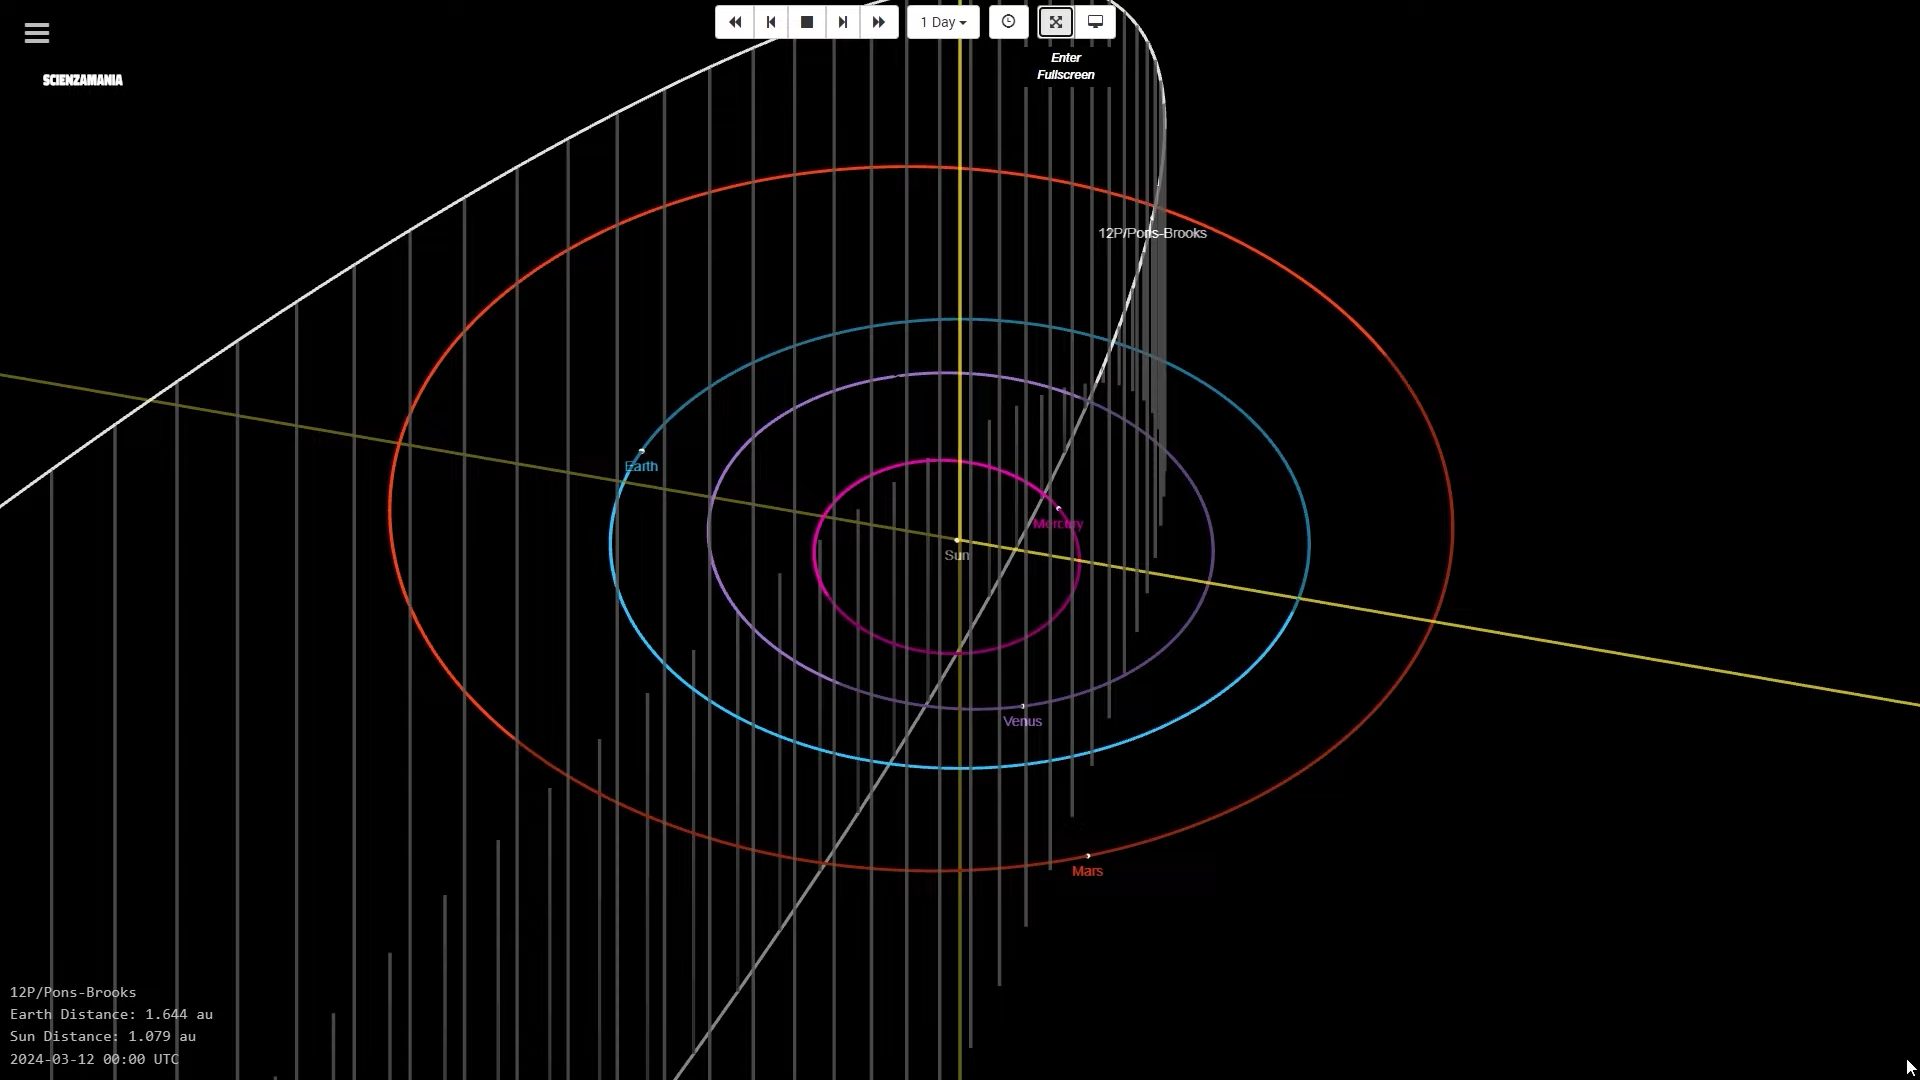 1 Day
Enter
Fullscreen
SCIENZAMANIA
12P/Pons-Brooks
Earth
Mercury
Sun
Venus
Mars
12P/Pons-Brooks
Earth Distance: 1.644 au
Sun Distance: 1.079 au
2024-03-12 00:00 UTC